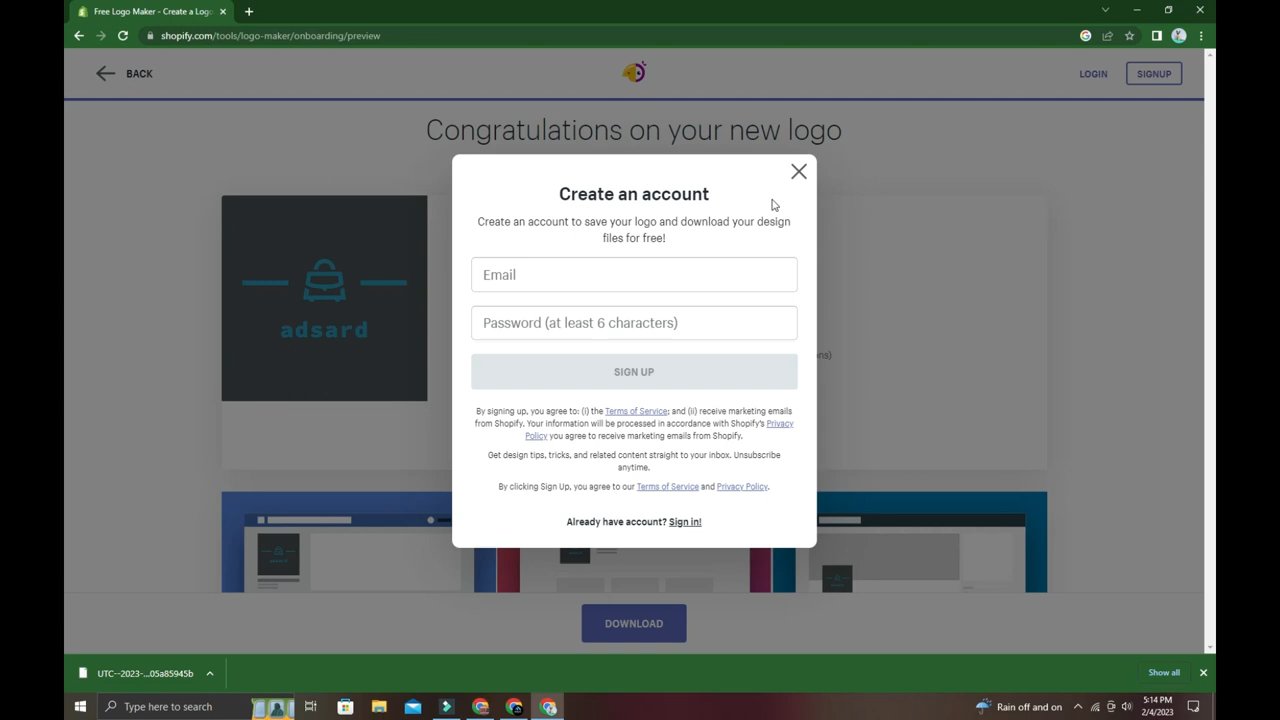 Free Logo Maker - Create a Log
shopify.com/tools/logo-maker/onboarding/preview
BACK
LOGIN
SIGNUP
Congratulations on your new logo
adsard
ons)
Create an account
Create an account to save your logo and download your design
files for free!
Email
Password (at least 6 characters)
SIGN UP
By signing up, you agree to: (i) the Terms of Service; and (ii) receive marketing emails
from Shopify. Your information will be processed in accordance with Shopify's Privacy
Policy you agree to receive marketing emails from Shopify.
Get design tips, tricks, and related content straight to your inbox. Unsubscribe
anytime.
By clicking Sign Up, you agree to our Terms of Service and Privacy Policy.
Already have account? Sign in!
DOWNLOAD
UTC--2023-...05a85945b
Show all
Type here to search
Rain off and on
5:14 PM
2/4/2023